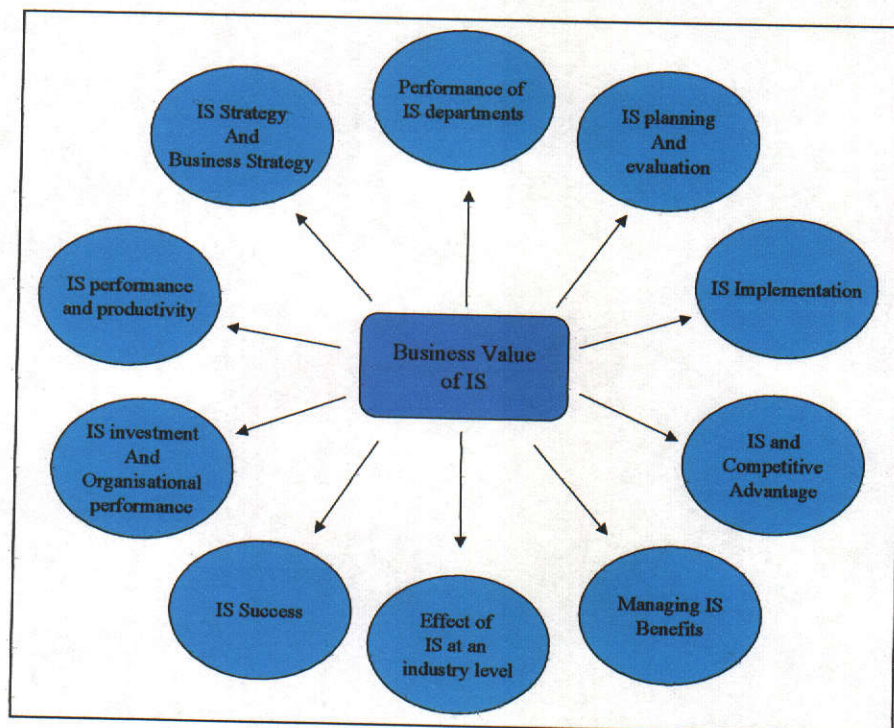 Performance of
IS departments
IS Strategy
And
Business Strategy
IS planning
And
evaluation
IS performance
and productivity
IS Implementation
Business Value
of IS
IS investment
And
Organisational
performance
IS and
Competitive
Advantage
IS Success
Effect of
IS at an
industry level
Managing IS
Benefits